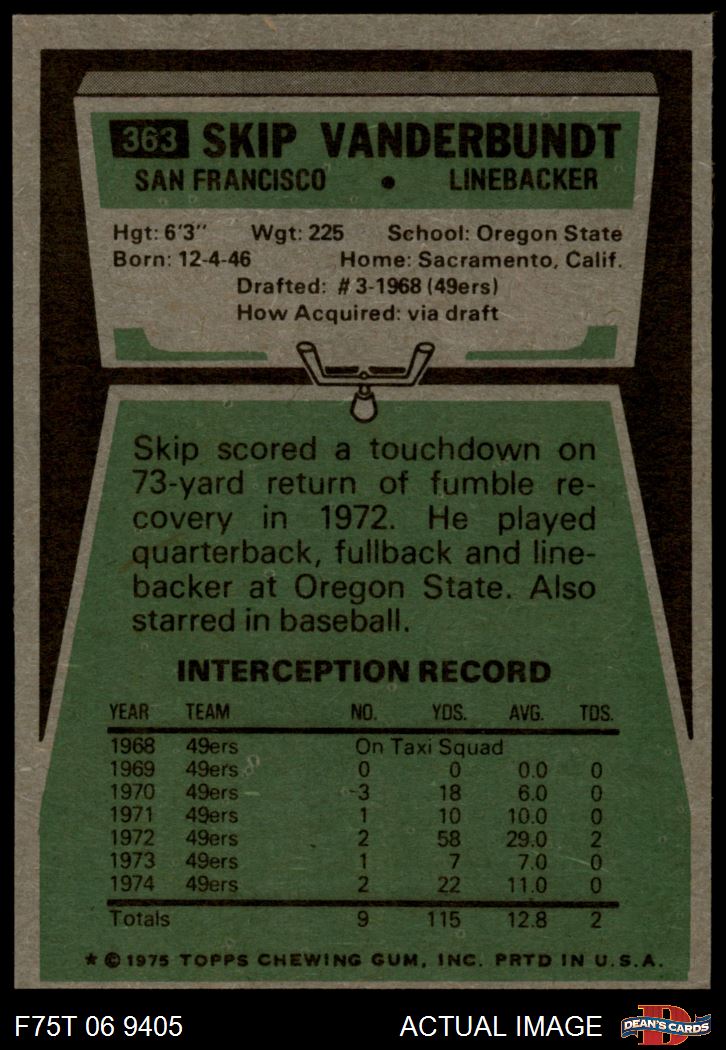 363 SKIP VANDERBUNDT
SAN FRANCISCO • LINEBACKER
Hgt: 6'3" Wgt: 225 School: Oregon State
Born: 12-4-46 Home: Sacramento, Calif.
Drafted: #3-1968 (49ers)
How Acquired: via draft
Skip scored a touchdown on
73-yard return of fumble re-
covery in 1972. He played
quarterback, fullback and line-
backer at Oregon State. Also
starred in baseball.
INTERCEPTION RECORD
YEAR TEAM NO. YDS. AVG. TDS.
1968 49ers On Taxi Squad
1969 49ers 0 0 0.0 0
1970 49ers 3 18 6.0 0
1971 49ers 1 10 10.0 0
1972 49ers 2 58 29.0 2
1973 49ers 1 7 7.0 0
1974 49ers 2 22 11.0 0
Totals 9 115 12.8 2
★ © 1975 TOPPS CHEWING GUM, INC. PRTD IN U.S.A.
F75T 06 9405 ACTUAL IMAGE D DEAN'S CARDS